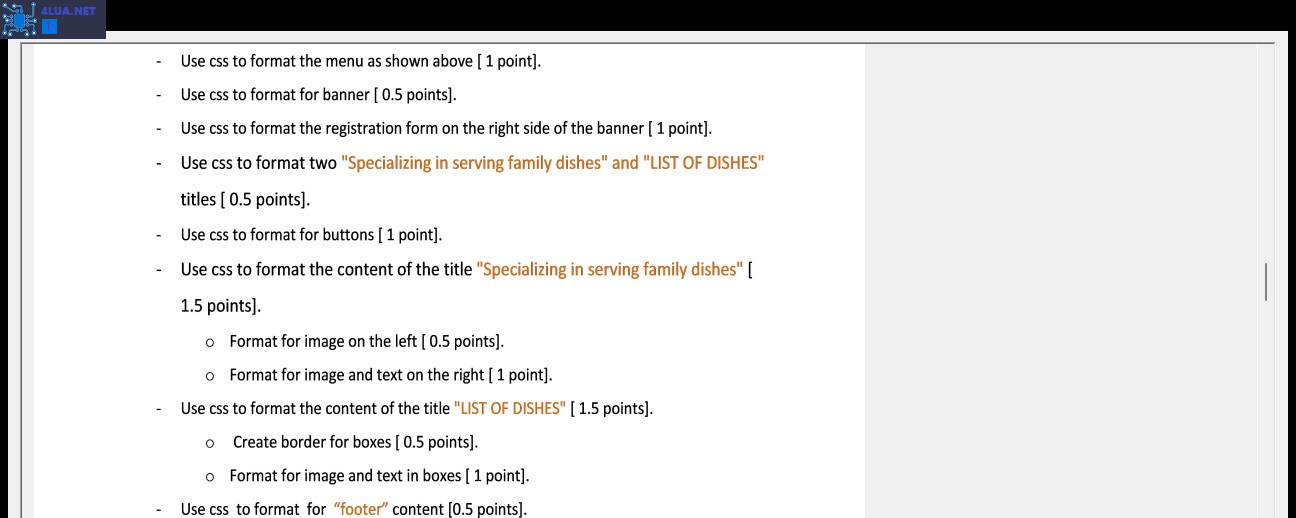 4LUA.NET
- Use css to format the menu as shown above [ 1 point].
- Use css to format for banner [ 0.5 points].
- Use css to format the registration form on the right side of the banner [ 1 point].
- Use css to format two "Specializing in serving family dishes" and "LIST OF DISHES"
titles [ 0.5 points].
- Use css to format for buttons [ 1 point].
- Use css to format the content of the title "Specializing in serving family dishes" [
1.5 points].
o Format for image on the left [ 0.5 points].
o Format for image and text on the right [ 1 point].
- Use css to format the content of the title "LIST OF DISHES" [ 1.5 points].
o Create border for boxes [ 0.5 points].
o Format for image and text in boxes [ 1 point].
- Use css to format for “footer” content [0.5 points].